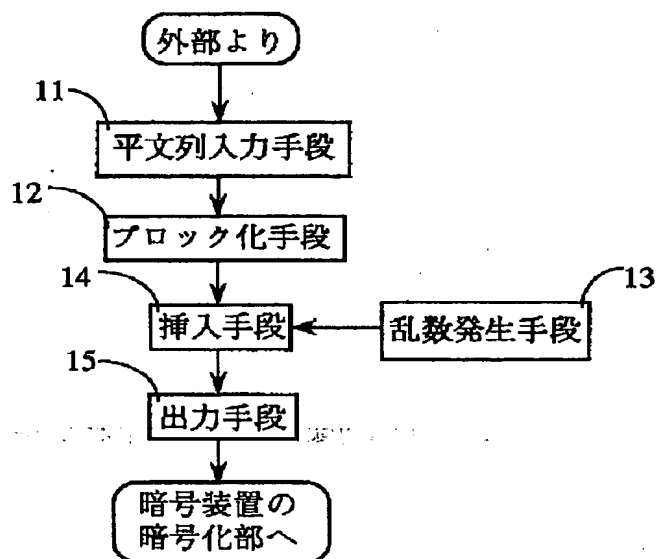 外部より
11
平文列入力手段
12
ブロック化手段
14
挿入手段
13
乱数発生手段
15
出力手段
暗号装置の
暗号化部へ